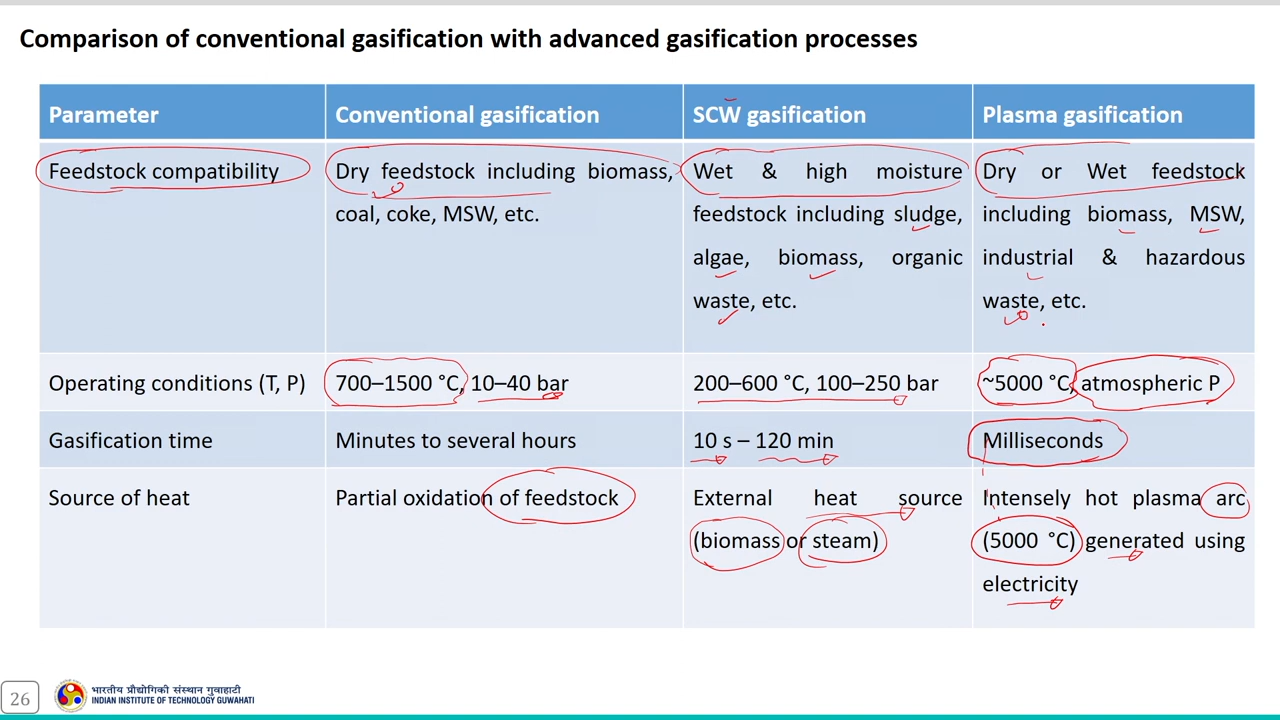 Comparison of conventional gasification with advanced gasification processes
Parameter
Conventional gasification
SCW gasification
Plasma gasification
Feedstock compatibility
Dry feedstock including biomass,
coal, coke, MSW, etc.
Wet & high moisture
feedstock including sludge,
algae, biomass, organic
waste, etc.
Dry or Wet feedstock
including biomass, MSW,
industrial & hazardous
waste, etc.
Operating conditions (T, P)
700–1500 °C, 10–40 bar
200–600 °C, 100–250 bar
~5000 °C, atmospheric P
Gasification time
Minutes to several hours
10 s – 120 min
Milliseconds
Source of heat
Partial oxidation of feedstock
External heat source
(biomass or steam)
Intensely hot plasma arc
(5000 °C) generated using
electricity
26
भारतीय प्रौद्योगिकी संस्थान गुवाहाटी
INDIAN INSTITUTE OF TECHNOLOGY GUWAHATI